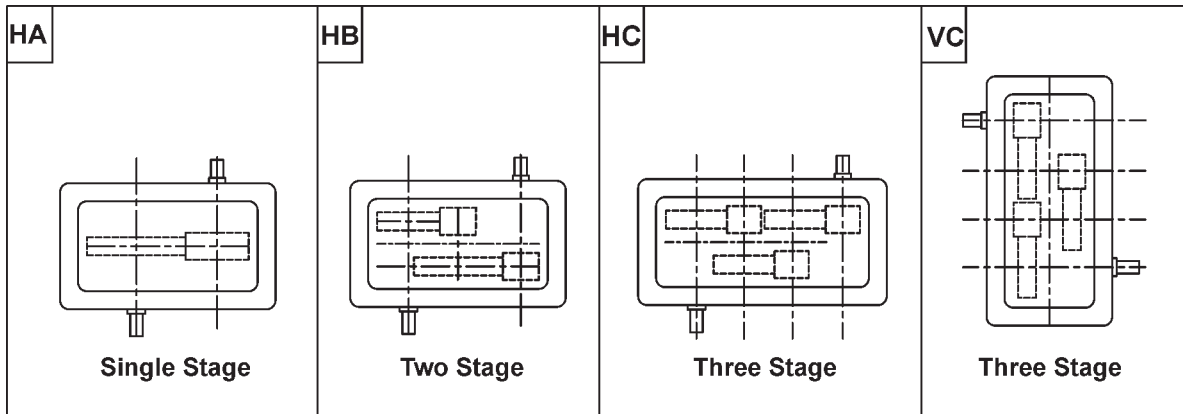 HA
HB
HC
VC
Single Stage
Two Stage
Three Stage
Three Stage